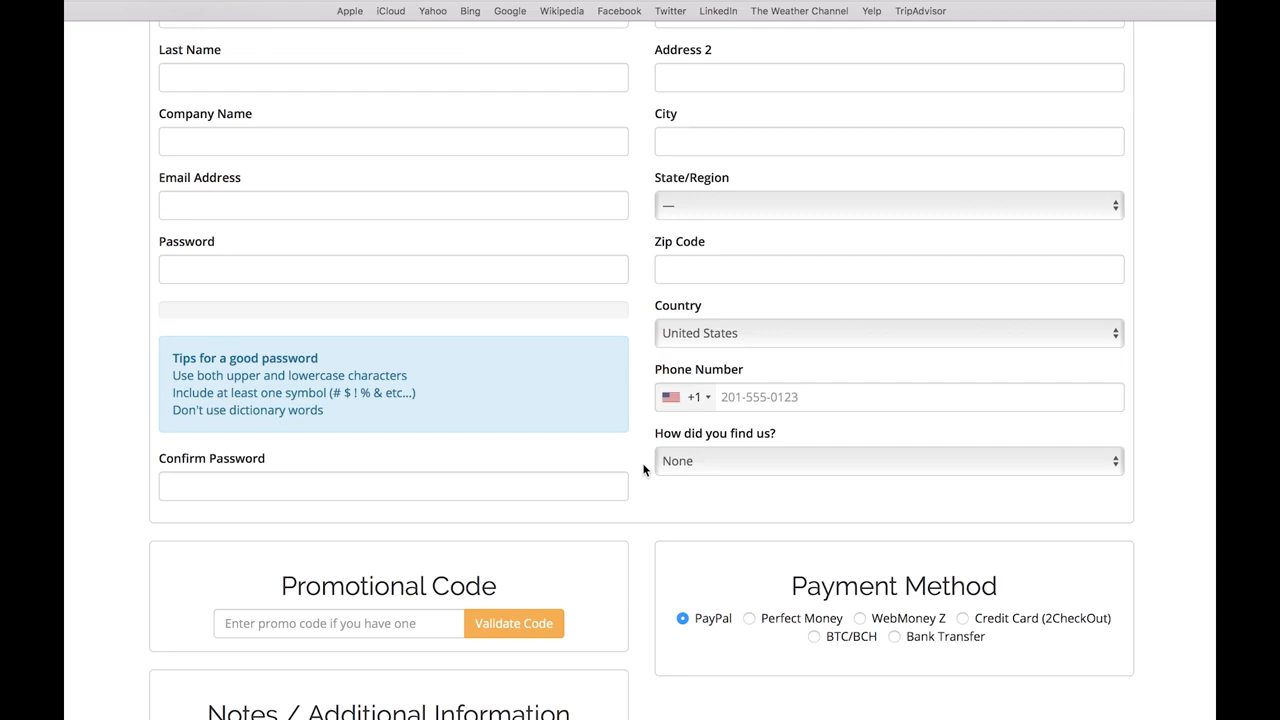 Apple iCloud Yahoo Bing Google Wikipedia Facebook Twitter LinkedIn The Weather Channel Yelp TripAdvisor
Last Name
Company Name
Email Address
Password
Tips for a good password
Use both upper and lowercase characters
Include at least one symbol (# $ ! % & etc...)
Don't use dictionary words
Confirm Password
Address 2
City
State/Region
—
Zip Code
Country
United States
Phone Number
+1 201-555-0123
How did you find us?
None
Promotional Code
Enter promo code if you have one Validate Code
Payment Method
PayPal Perfect Money WebMoney Z Credit Card (2CheckOut)
BTC/BCH Bank Transfer
Notes / Additional Information